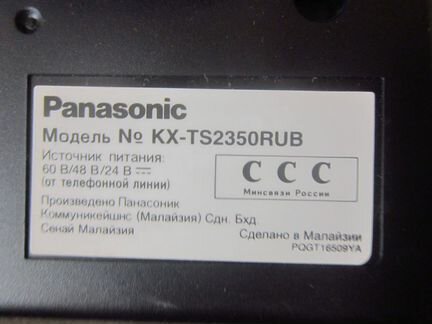 Panasonic
Модель № KX-TS2350RUB
Источник питания:
60 В/48 В/24 В ⎓
(от телефонной линии)
ССС
Минсвязи России
Произведено Панасоник
Коммуникейшнс (Малайзия) Сдн. Бхд.
Сенай Малайзия
Сделано в Малайзии
PQGT16509YA